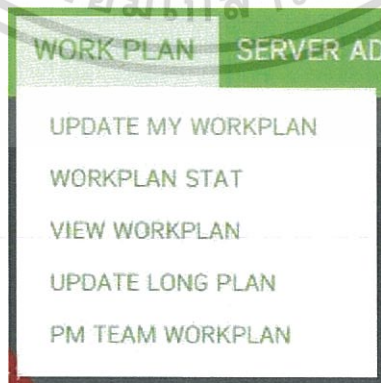 WORK PLAN SERVER AD
UPDATE MY WORKPLAN
WORKPLAN STAT
VIEW WORKPLAN
UPDATE LONG PLAN
PM TEAM WORKPLAN